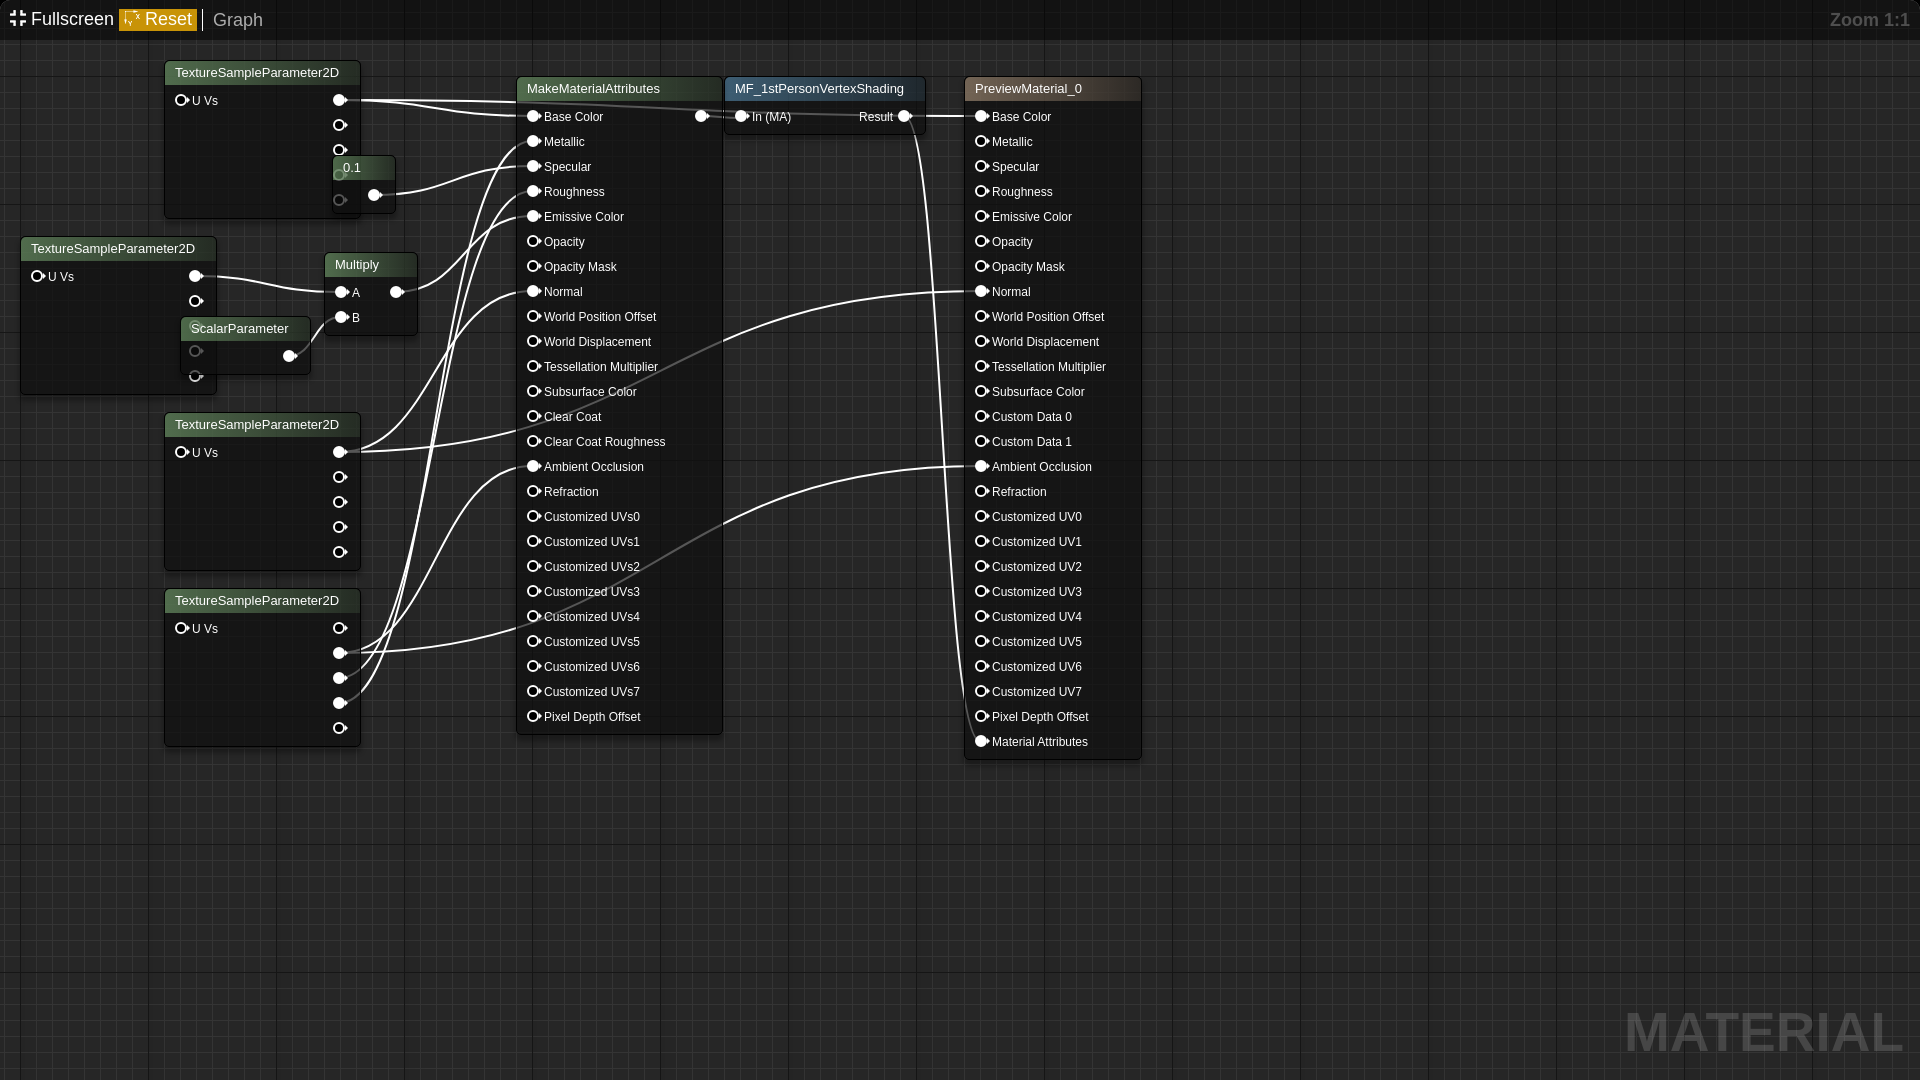 Fullscreen Reset Graph
Zoom 1:1
TextureSampleParameter2D
U Vs
0.1
TextureSampleParameter2D
U Vs
ScalarParameter
Multiply
A
B
TextureSampleParameter2D
U Vs
TextureSampleParameter2D
U Vs
MakeMaterialAttributes
Base Color
Metallic
Specular
Roughness
Emissive Color
Opacity
Opacity Mask
Normal
World Position Offset
World Displacement
Tessellation Multiplier
Subsurface Color
Clear Coat
Clear Coat Roughness
Ambient Occlusion
Refraction
Customized UVs0
Customized UVs1
Customized UVs2
Customized UVs3
Customized UVs4
Customized UVs5
Customized UVs6
Customized UVs7
Pixel Depth Offset
MF_1stPersonVertexShading
In (MA) Result
PreviewMaterial_0
Base Color
Metallic
Specular
Roughness
Emissive Color
Opacity
Opacity Mask
Normal
World Position Offset
World Displacement
Tessellation Multiplier
Subsurface Color
Custom Data 0
Custom Data 1
Ambient Occlusion
Refraction
Customized UV0
Customized UV1
Customized UV2
Customized UV3
Customized UV4
Customized UV5
Customized UV6
Customized UV7
Pixel Depth Offset
Material Attributes
MATERIAL